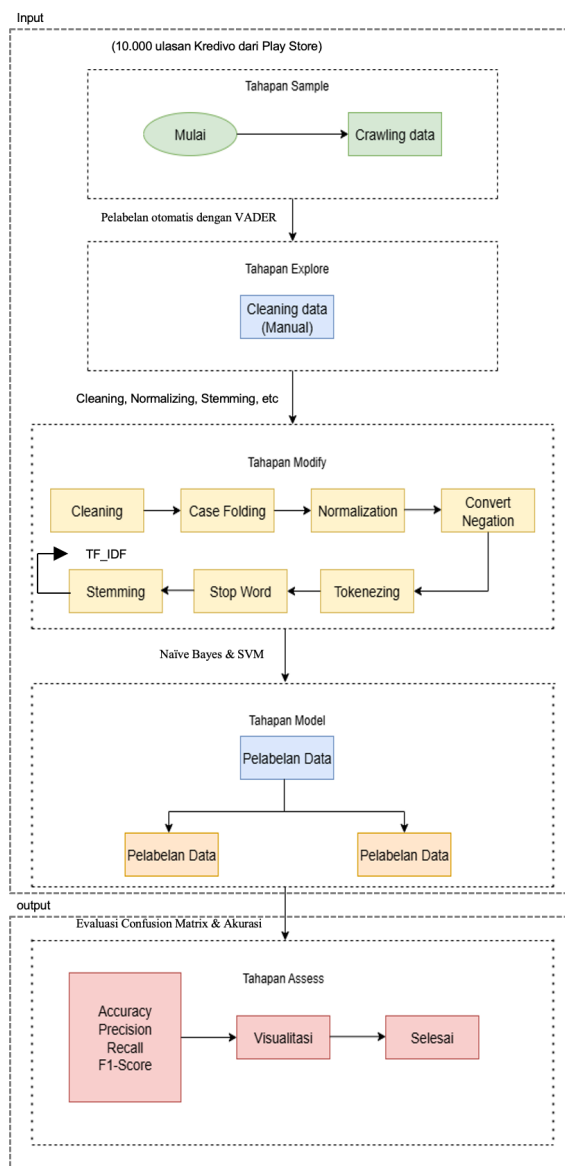 Input
(10.000 ulasan Kredivo dari Play Store)
Tahapan Sample
Mulai
Crawling data
Pelabelan otomatis dengan VADER
Tahapan Explore
Cleaning data
(Manual)
Cleaning, Normalizing, Stemming, etc
Tahapan Modify
Cleaning
Case Folding
Normalization
Convert
Negation
TF_IDF
Stemming
Stop Word
Tokenezing
Naïve Bayes & SVM
Tahapan Model
Pelabelan Data
Pelabelan Data
Pelabelan Data
output
Evaluasi Confusion Matrix & Akurasi
Tahapan Assess
Accuracy
Precision
Recall
F1-Score
Visualitasi
Selesai